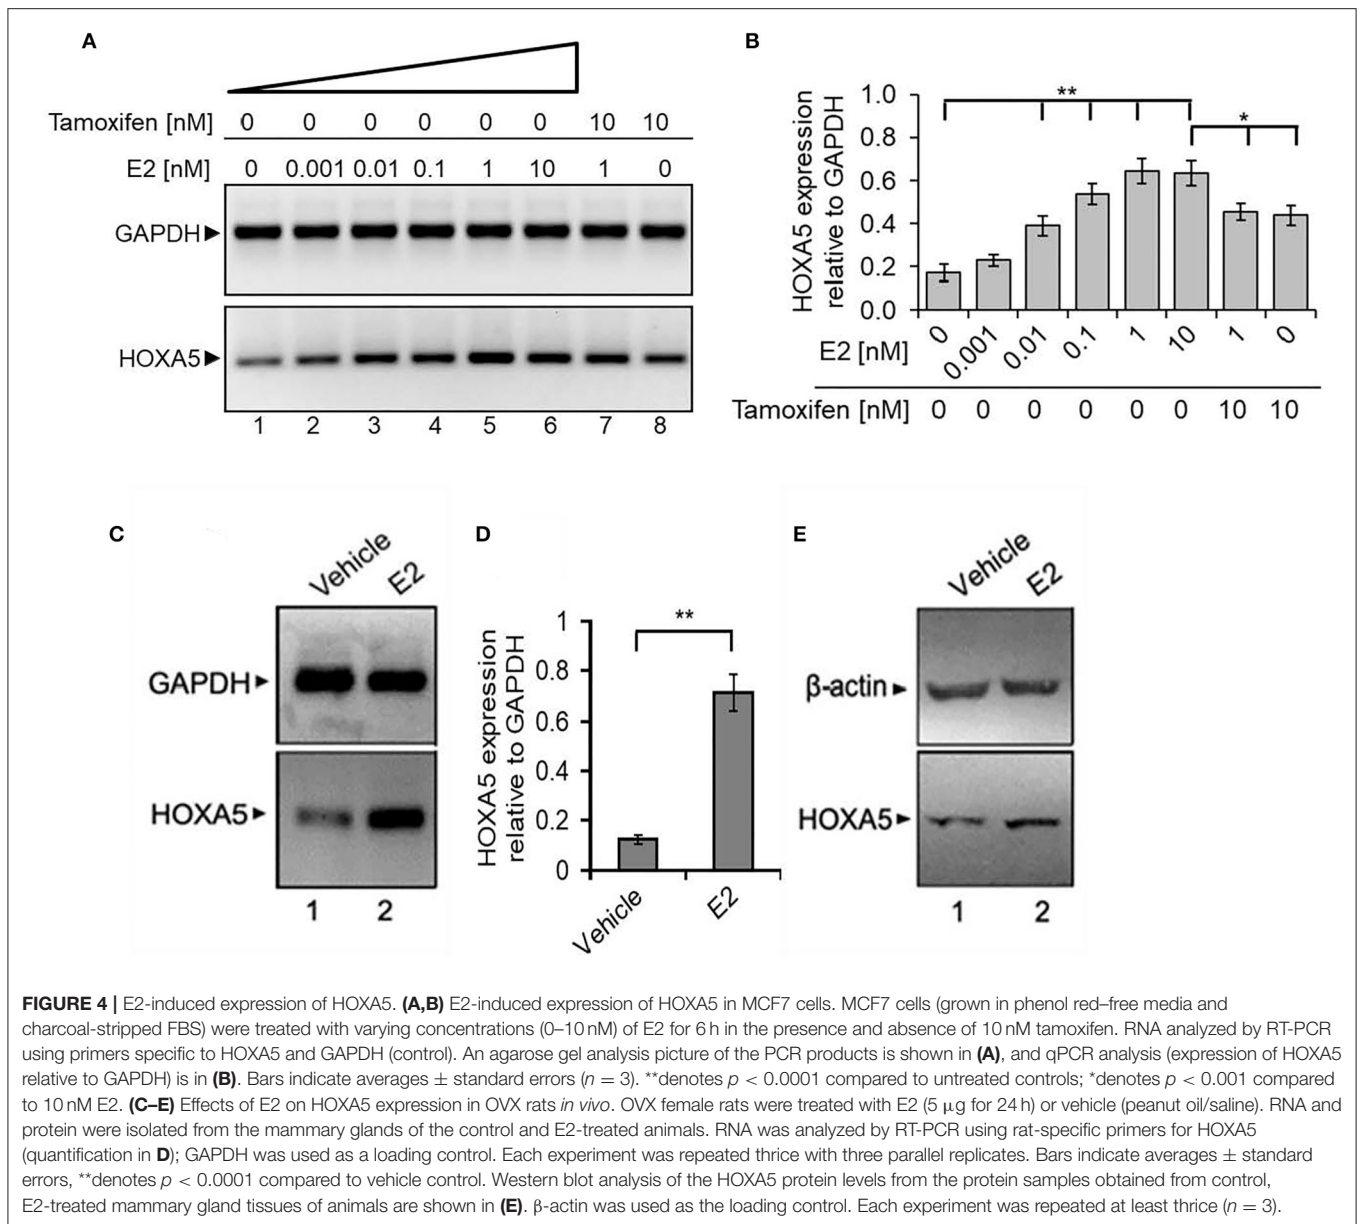 A
Tamoxifen [nM] 0 0 0 0 0 0 10 10
E2 [nM] 0 0.001 0.01 0.1 1 10 1 0
GAPDH
HOXA5
1 2 3 4 5 6 7 8
B
HOXA5 expression
relative to GAPDH
1.0
0.8
0.6
0.4
0.2
0.0
**
*
E2 [nM] 0 0.001 0.01 0.1 1 10 1 0
Tamoxifen [nM] 0 0 0 0 0 0 10 10
C
Vehicle E2
GAPDH
HOXA5
1 2
D
HOXA5 expression
relative to GAPDH
1
0.8
0.6
0.4
0.2
0
**
Vehicle E2
E
Vehicle E2
β-actin
HOXA5
1 2
FIGURE 4 | E2-induced expression of HOXA5. (A,B) E2-induced expression of HOXA5 in MCF7 cells. MCF7 cells (grown in phenol red–free media and
charcoal-stripped FBS) were treated with varying concentrations (0–10 nM) of E2 for 6 h in the presence and absence of 10 nM tamoxifen. RNA analyzed by RT-PCR
using primers specific to HOXA5 and GAPDH (control). An agarose gel analysis picture of the PCR products is shown in (A), and qPCR analysis (expression of HOXA5
relative to GAPDH) is in (B). Bars indicate averages ± standard errors (n = 3). **denotes p < 0.0001 compared to untreated controls; *denotes p < 0.001 compared
to 10 nM E2. (C–E) Effects of E2 on HOXA5 expression in OVX rats in vivo. OVX female rats were treated with E2 (5 μg for 24 h) or vehicle (peanut oil/saline). RNA and
protein were isolated from the mammary glands of the control and E2-treated animals. RNA was analyzed by RT-PCR using rat-specific primers for HOXA5
(quantification in D); GAPDH was used as a loading control. Each experiment was repeated thrice with three parallel replicates. Bars indicate averages ± standard
errors, **denotes p < 0.0001 compared to vehicle control. Western blot analysis of the HOXA5 protein levels from the protein samples obtained from control,
E2-treated mammary gland tissues of animals are shown in (E). β-actin was used as the loading control. Each experiment was repeated at least thrice (n = 3).